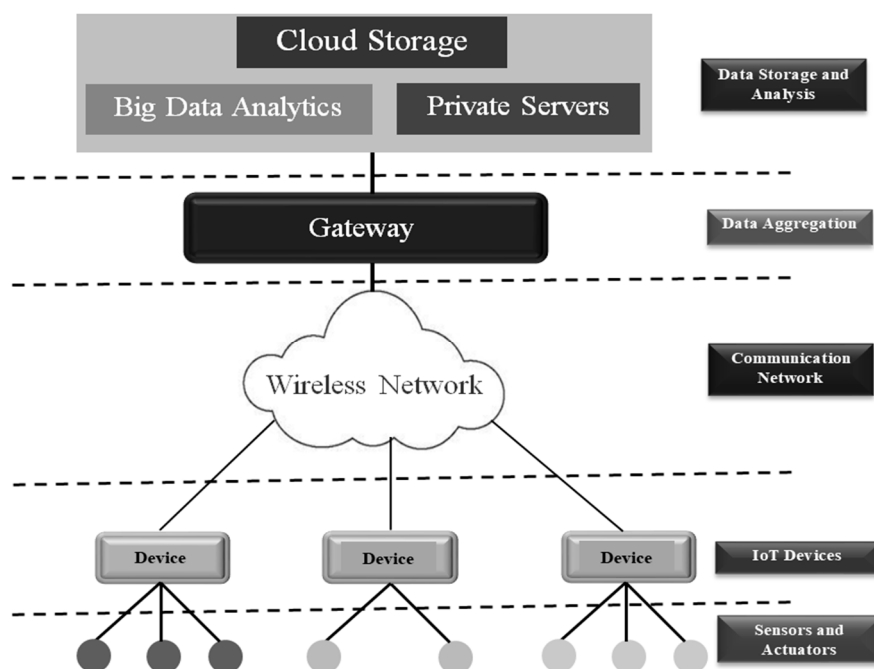 Cloud Storage
Big Data Analytics
Private Servers
Data Storage and
Analysis
Gateway
Data Aggregation
Wireless Network
Communication
Network
Device
Device
Device
IoT Devices
Sensors and
Actuators